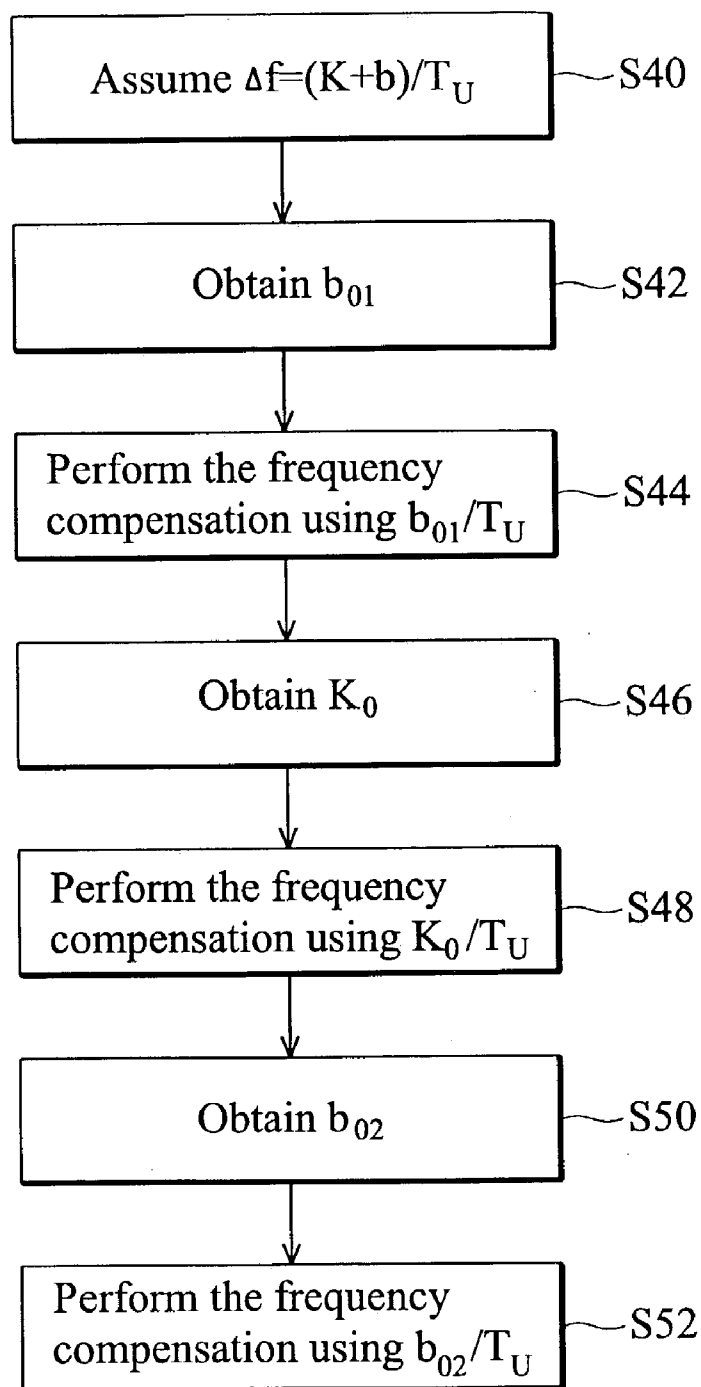 Assume Δf=(K+b)/T_U
S40
Obtain b_01
S42
Perform the frequency
compensation using b_01/T_U
S44
Obtain K_0
S46
Perform the frequency
compensation using K_0/T_U
S48
Obtain b_02
S50
Perform the frequency
compensation using b_02/T_U
S52